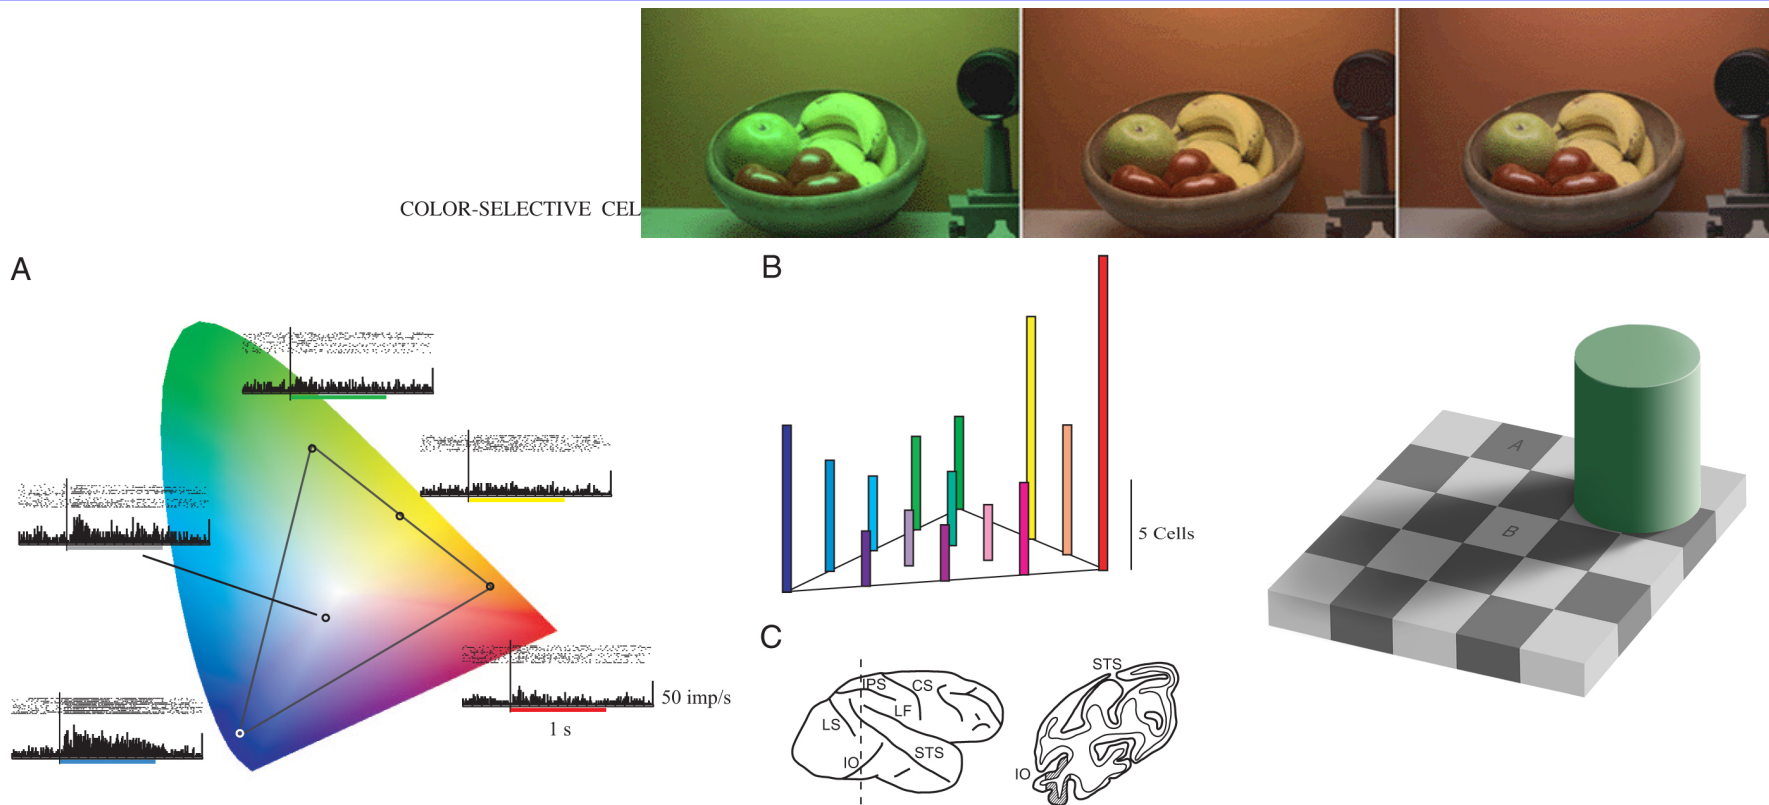 COLOR-SELECTIVE CEL
A
B
50 imp/s
1 s
5 Cells
A
B
C
IPS
CS
LS
LF
IO
STS
STS
IO